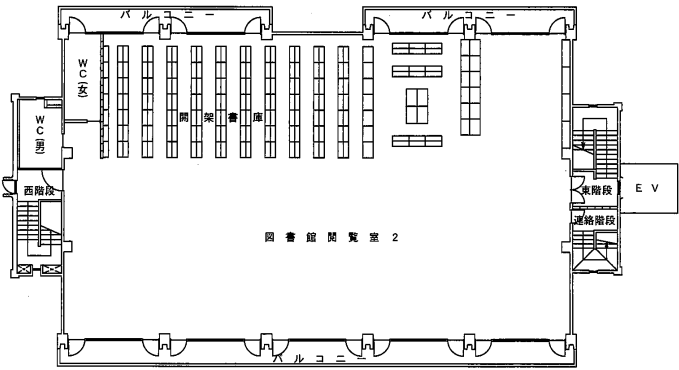 バルコニー
バルコニー
WC(女)
WC(男)
開架書庫
西階段
東階段
EV
連絡階段
図書館閲覧室2
バルコニー